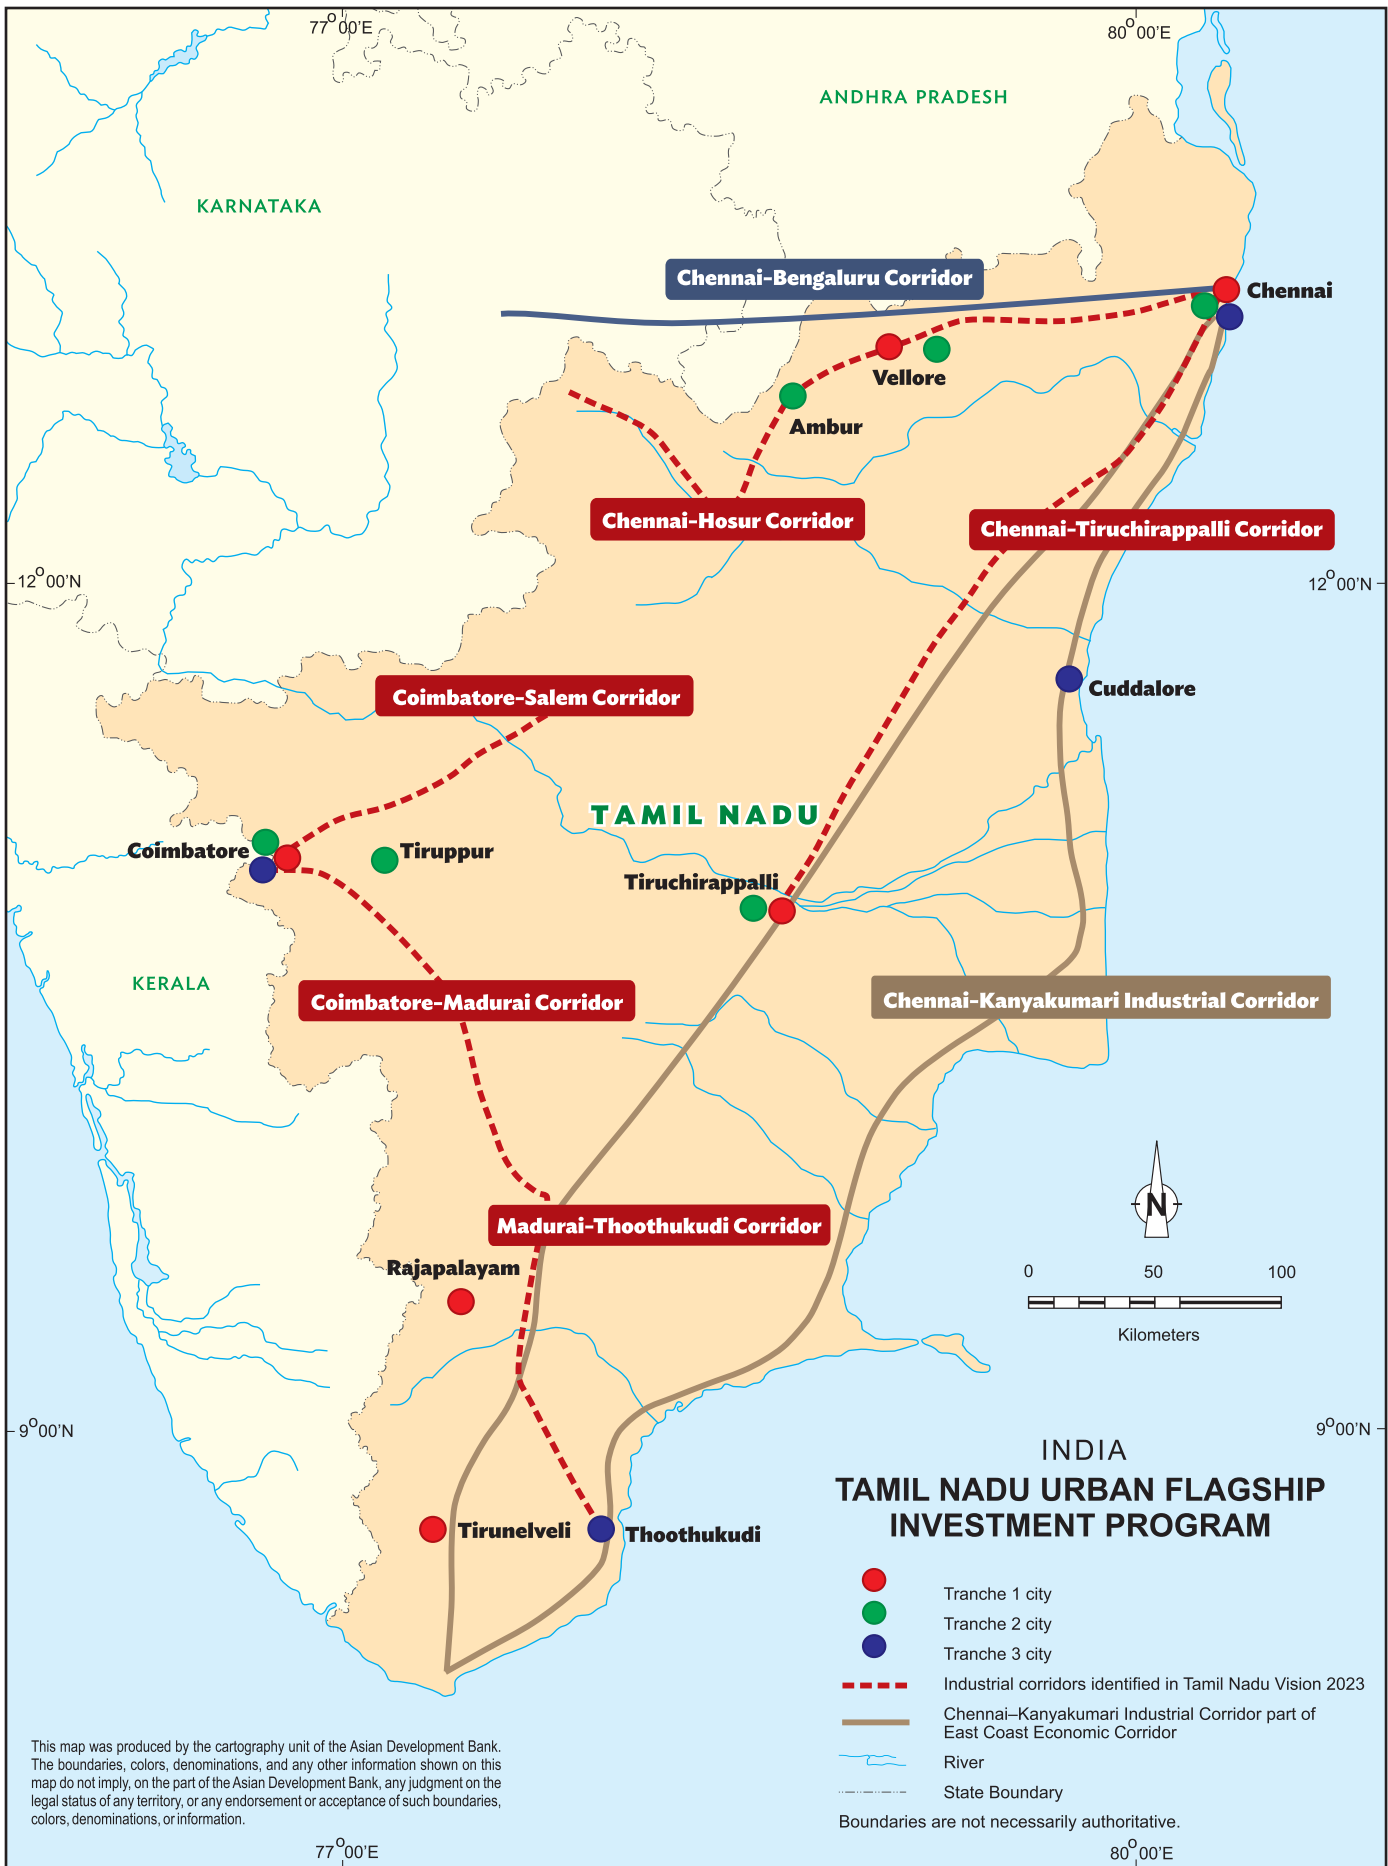 77°00'E
80°00'E
ANDHRA PRADESH
KARNATAKA
Chennai-Bengaluru Corridor
Chennai
Vellore
Ambur
Chennai-Hosur Corridor
Chennai-Tiruchirappalli Corridor
12°00'N
12°00'N
Cuddalore
Coimbatore-Salem Corridor
TAMIL NADU
Coimbatore
Tiruppur
Tiruchirappalli
KERALA
Coimbatore-Madurai Corridor
Chennai-Kanyakumari Industrial Corridor
N
Madurai-Thoothukudi Corridor
Rajapalayam
0 50 100
Kilometers
9°00'N
9°00'N
INDIA
TAMIL NADU URBAN FLAGSHIP
INVESTMENT PROGRAM
Tirunelveli
Thoothukudi
Tranche 1 city
Tranche 2 city
Tranche 3 city
Industrial corridors identified in Tamil Nadu Vision 2023
Chennai–Kanyakumari Industrial Corridor part of
East Coast Economic Corridor
River
State Boundary
Boundaries are not necessarily authoritative.
This map was produced by the cartography unit of the Asian Development Bank.
The boundaries, colors, denominations, and any other information shown on this
map do not imply, on the part of the Asian Development Bank, any judgment on the
legal status of any territory, or any endorsement or acceptance of such boundaries,
colors, denominations, or information.
77°00'E
80°00'E